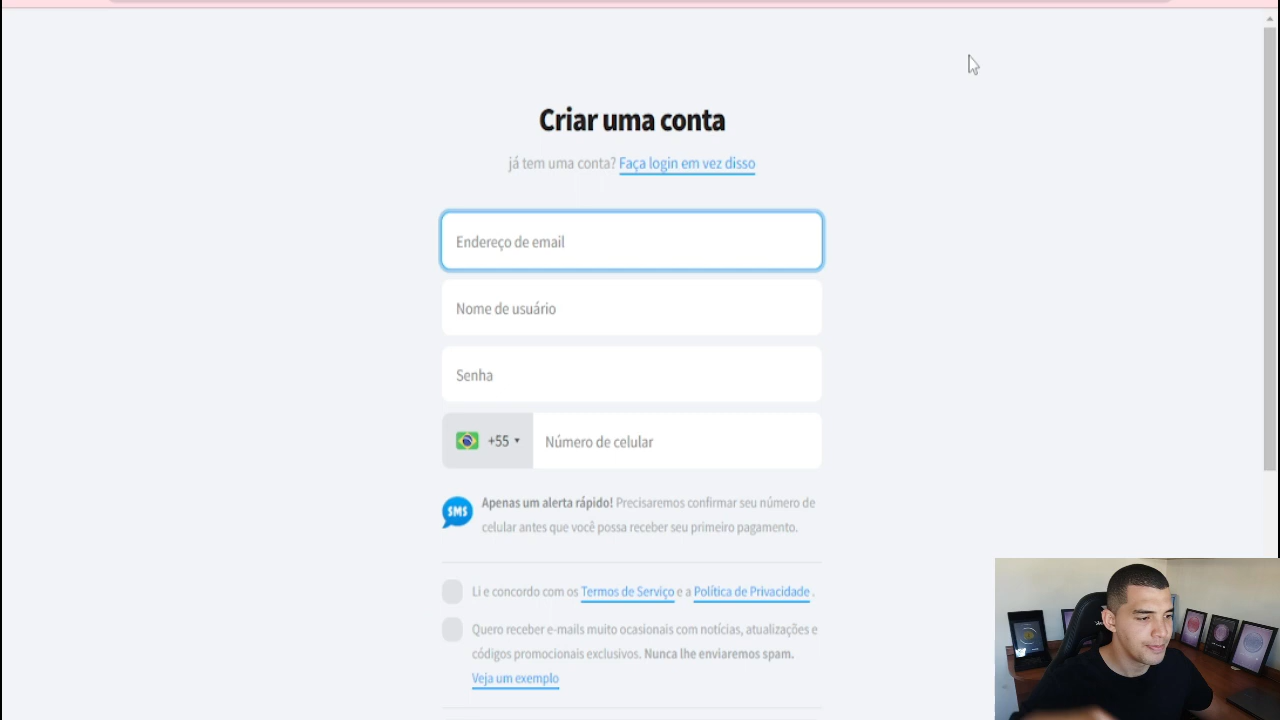 Criar uma conta
já tem uma conta? Faça login em vez disso
Endereço de email
Nome de usuário
Senha
+55
Número de celular
SMS
Apenas um alerta rápido! Precisaremos confirmar seu número de
celular antes que você possa receber seu primeiro pagamento.
Li e concordo com os Termos de Serviço e a Política de Privacidade .
Quero receber e-mails muito ocasionais com notícias, atualizações e
códigos promocionais exclusivos. Nunca lhe enviaremos spam.
Veja um exemplo